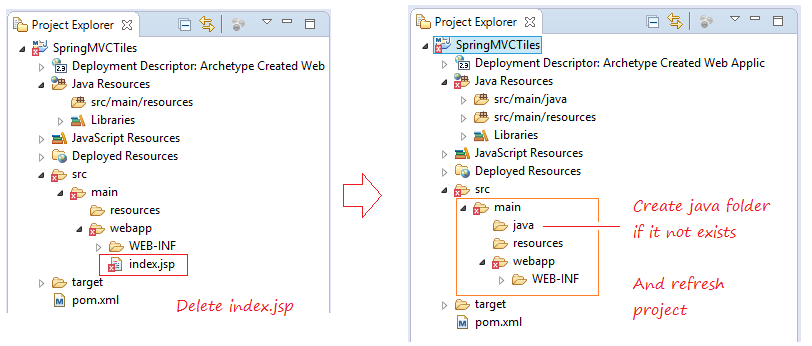 Project Explorer
SpringMVCTiles
Deployment Descriptor: Archetype Created Web
Java Resources
src/main/resources
Libraries
JavaScript Resources
Deployed Resources
src
main
resources
webapp
WEB-INF
index.jsp
target
pom.xml
Delete index.jsp
Project Explorer
SpringMVCTiles
Deployment Descriptor: Archetype Created Web Applic
Java Resources
src/main/java
src/main/resources
Libraries
JavaScript Resources
Deployed Resources
src
main
java
resources
webapp
WEB-INF
target
pom.xml
Create java folder
if it not exists
And refresh
project